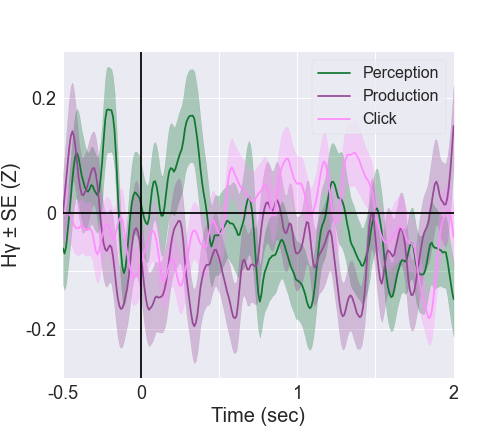 Perception
Production
Click
0.2
0
-0.2
Hγ ± SE (Z)
-0.5
0
1
2
Time (sec)